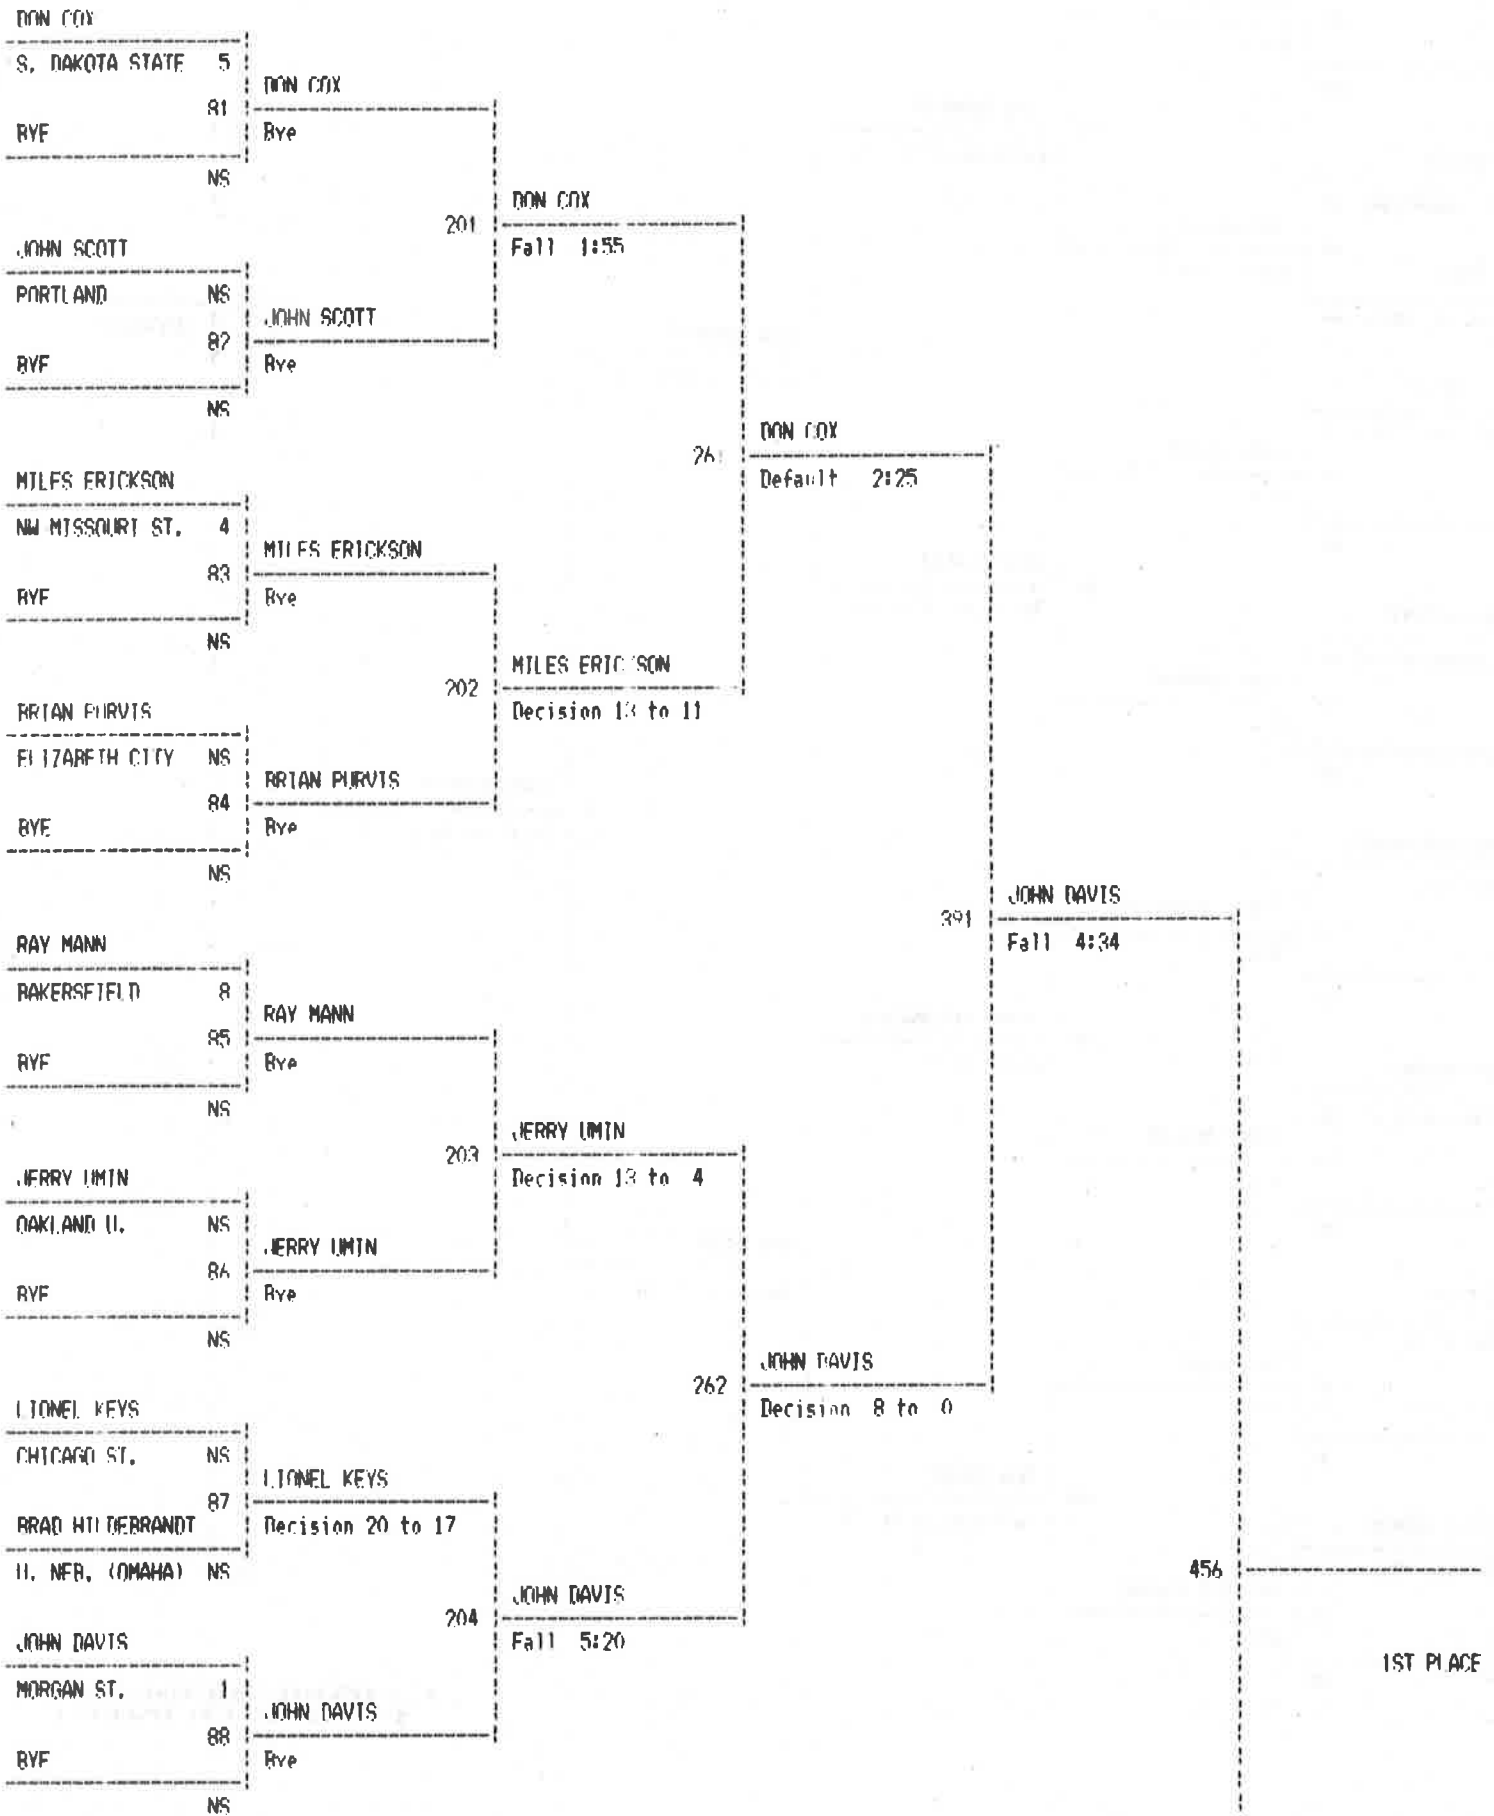 DON COX
S. DAKOTA STATE 5
DON COX
81
BYE
Bye
NS
DON COX
201
JOHN SCOTT
Fall 1:55
PORTLAND NS
JOHN SCOTT
82
BYE
Bye
NS
DON COX
261
MILES ERICKSON
Default 2:25
NW MISSOURI ST. 4
MILES ERICKSON
83
BYE
Bye
NS
MILES ERICKSON
202
BRIAN PURVIS
Decision 13 to 11
ELIZABETH CITY NS
BRIAN PURVIS
84
BYE
Bye
NS
JOHN DAVIS
391
RAY MANN
Fall 4:34
BAKERSFIELD 8
RAY MANN
85
BYE
Bye
NS
JERRY UMIN
203
JERRY UMIN
Decision 13 to 4
OAKLAND U. NS
JERRY UMIN
86
BYE
Bye
NS
JOHN DAVIS
262
LIONEL KEYS
Decision 8 to 0
CHICAGO ST. NS
LIONEL KEYS
87
BRAD HILDEBRANDT
Decision 20 to 17
U. NEB. (OMAHA) NS
456
JOHN DAVIS
204
JOHN DAVIS
Fall 5:20
1ST PLACE
MORGAN ST. 1
JOHN DAVIS
88
BYE
Bye
NS